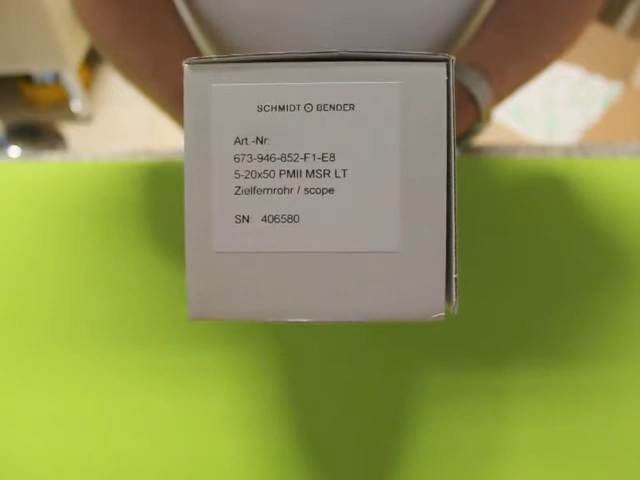 SCHMIDT BENDER
Art.-Nr:
673-946-852-F1-E8
5-20x50 PMII MSR LT
Zielfernrohr / scope
SN: 406580